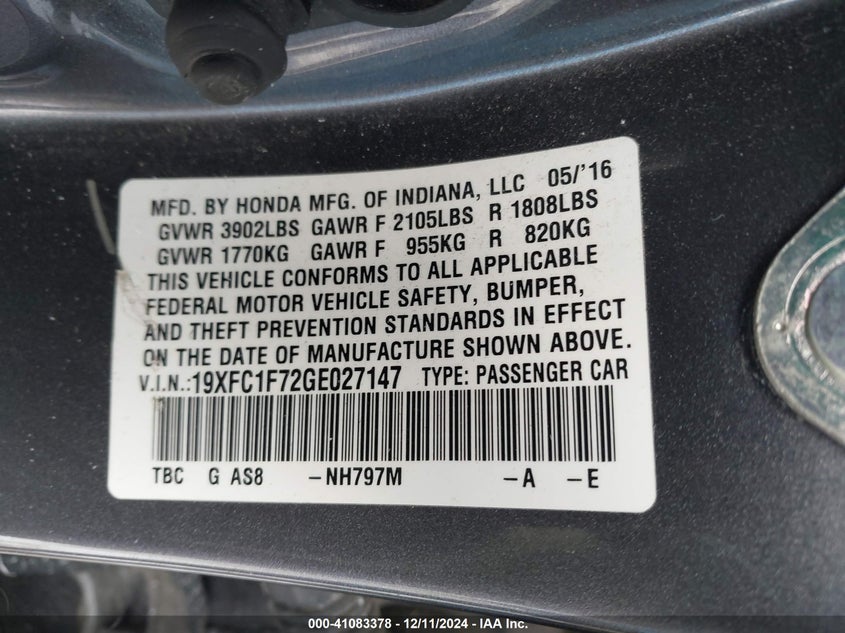 MFD. BY HONDA MFG. OF INDIANA, LLC 05/'16
GVWR 3902LBS GAWR F 2105LBS R 1808LBS
GVWR 1770KG GAWR F 955KG R 820KG
THIS VEHICLE CONFORMS TO ALL APPLICABLE
FEDERAL MOTOR VEHICLE SAFETY, BUMPER,
AND THEFT PREVENTION STANDARDS IN EFFECT
ON THE DATE OF MANUFACTURE SHOWN ABOVE.
V.I.N.:19XFC1F72GE027147 TYPE: PASSENGER CAR
TBC G AS8 -NH797M -A -E
000-41083378 - 12/11/2024 - IAA Inc.